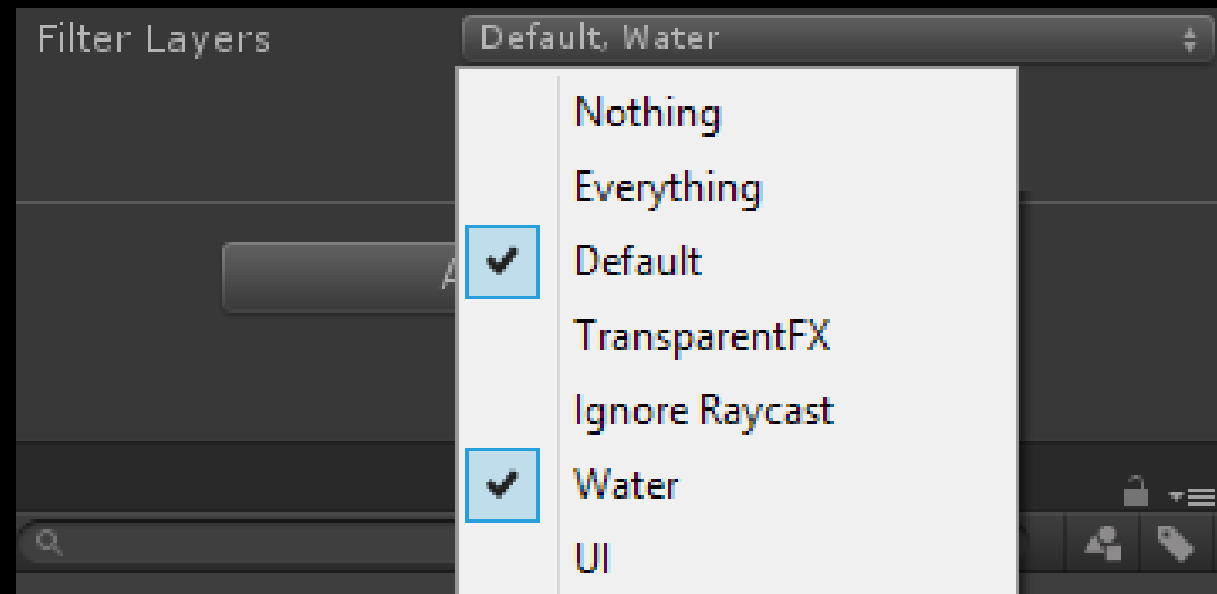 Filter Layers
Default, Water
Nothing
Everything
Default
TransparentFX
Ignore Raycast
Water
UI